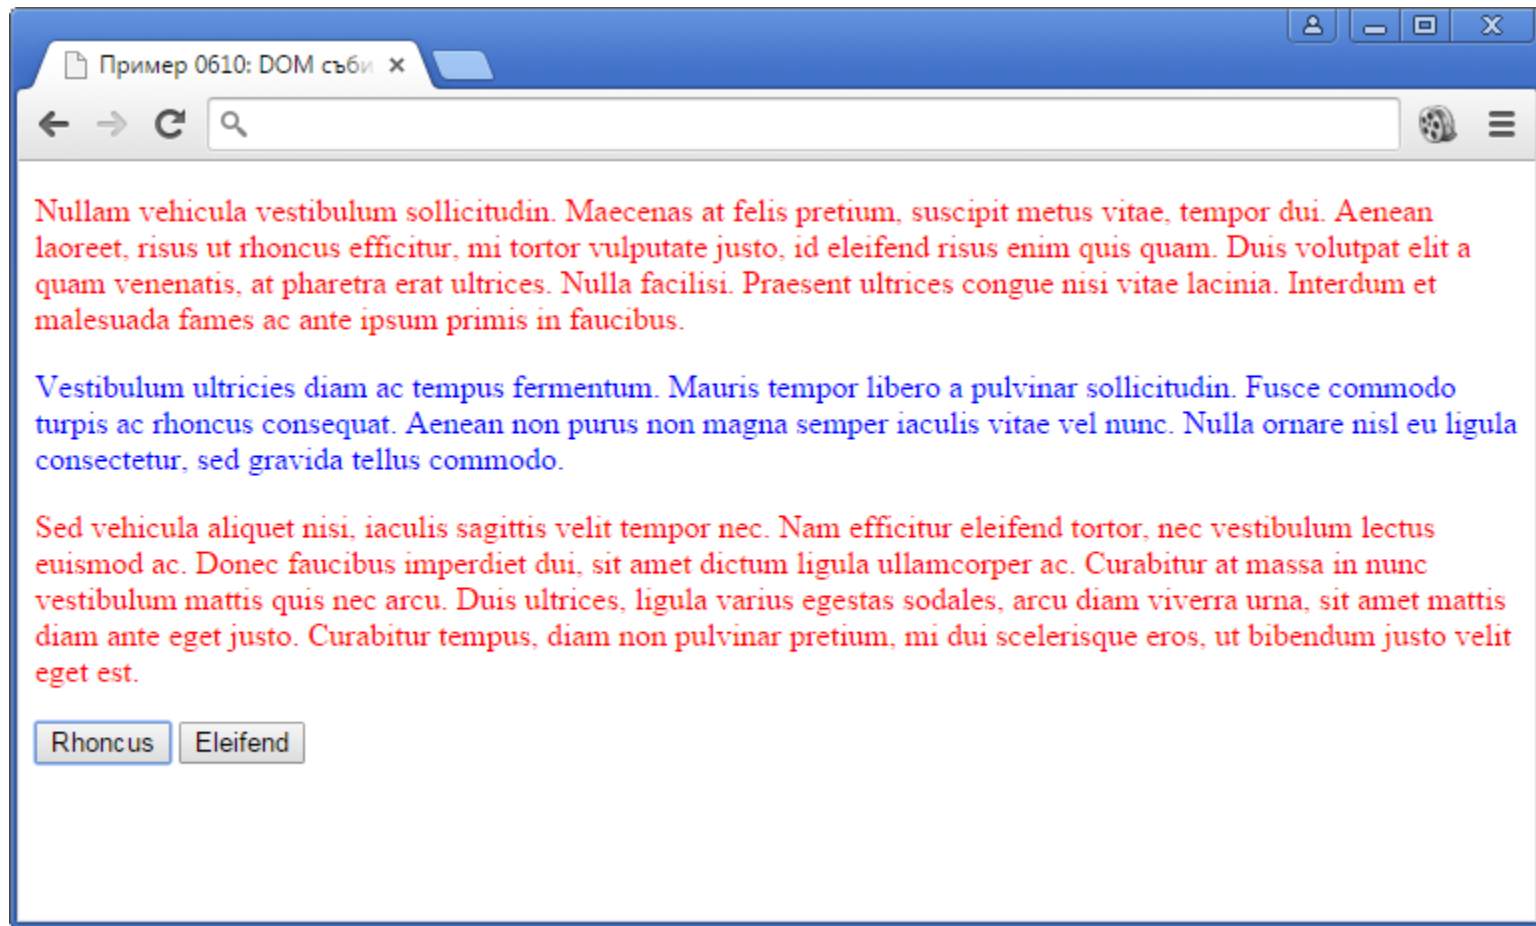 Пример 0610: DOM съби
Nullam vehicula vestibulum sollicitudin. Maecenas at felis pretium, suscipit metus vitae, tempor dui. Aenean
laoreet, risus ut rhoncus efficitur, mi tortor vulputate justo, id eleifend risus enim quis quam. Duis volutpat elit a
quam venenatis, at pharetra erat ultrices. Nulla facilisi. Praesent ultrices congue nisi vitae lacinia. Interdum et
malesuada fames ac ante ipsum primis in faucibus.
Vestibulum ultricies diam ac tempus fermentum. Mauris tempor libero a pulvinar sollicitudin. Fusce commodo
turpis ac rhoncus consequat. Aenean non purus non magna semper iaculis vitae vel nunc. Nulla ornare nisl eu ligula
consectetur, sed gravida tellus commodo.
Sed vehicula aliquet nisi, iaculis sagittis velit tempor nec. Nam efficitur eleifend tortor, nec vestibulum lectus
euismod ac. Donec faucibus imperdiet dui, sit amet dictum ligula ullamcorper ac. Curabitur at massa in nunc
vestibulum mattis quis nec arcu. Duis ultrices, ligula varius egestas sodales, arcu diam viverra urna, sit amet mattis
diam ante eget justo. Curabitur tempus, diam non pulvinar pretium, mi dui scelerisque eros, ut bibendum justo velit
eget est.
Rhoncus Eleifend